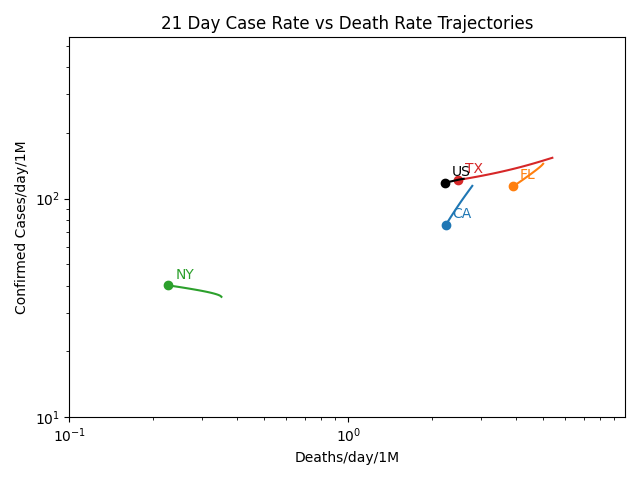 21 Day Case Rate vs Death Rate Trajectories
Confirmed Cases/day/1M
10²
10¹
US
TX
FL
CA
NY
10⁻¹
10⁰
Deaths/day/1M